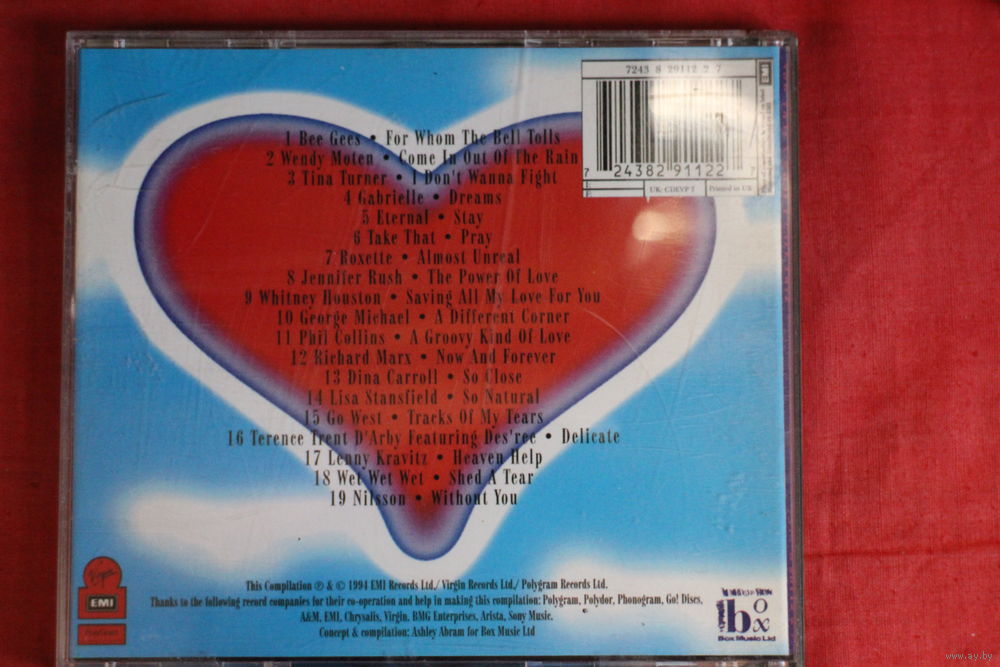 7243 8 29112 2 7
EMI
7 24382 91122 7
UK: CDEVP 7
Printed in UK
1 Bee Gees • For Whom The Bell Tolls
2 Wendy Moten • Come In Out Of The Rain
3 Tina Turner • I Don't Wanna Fight
4 Gabrielle • Dreams
5 Eternal • Stay
6 Take That • Pray
7 Roxette • Almost Unreal
8 Jennifer Rush • The Power Of Love
9 Whitney Houston • Saving All My Love For You
10 George Michael • A Different Corner
11 Phil Collins • A Groovy Kind Of Love
12 Richard Marx • Now And Forever
13 Dina Carroll • So Close
14 Lisa Stansfield • So Natural
15 Go West • Tracks Of My Tears
16 Terence Trent D'Arby Featuring Des'ree • Delicate
17 Lenny Kravitz • Heaven Help
18 Wet Wet Wet • Shed A Tear
19 Nilsson • Without You
This Compilation ℗ & © 1994 EMI Records Ltd./ Virgin Records Ltd./ Polygram Records Ltd.
Thanks to the following record companies for their co-operation and help in making this compilation: Polygram, Polydor, Phonogram, Go! Discs,
A&M, EMI, Chrysalis, Virgin, BMG Enterprises, Arista, Sony Music.
Concept & compilation: Ashley Abram for Box Music Ltd
Virgin
EMI
PolyGram
box
Box Music Ltd
www.ay.by